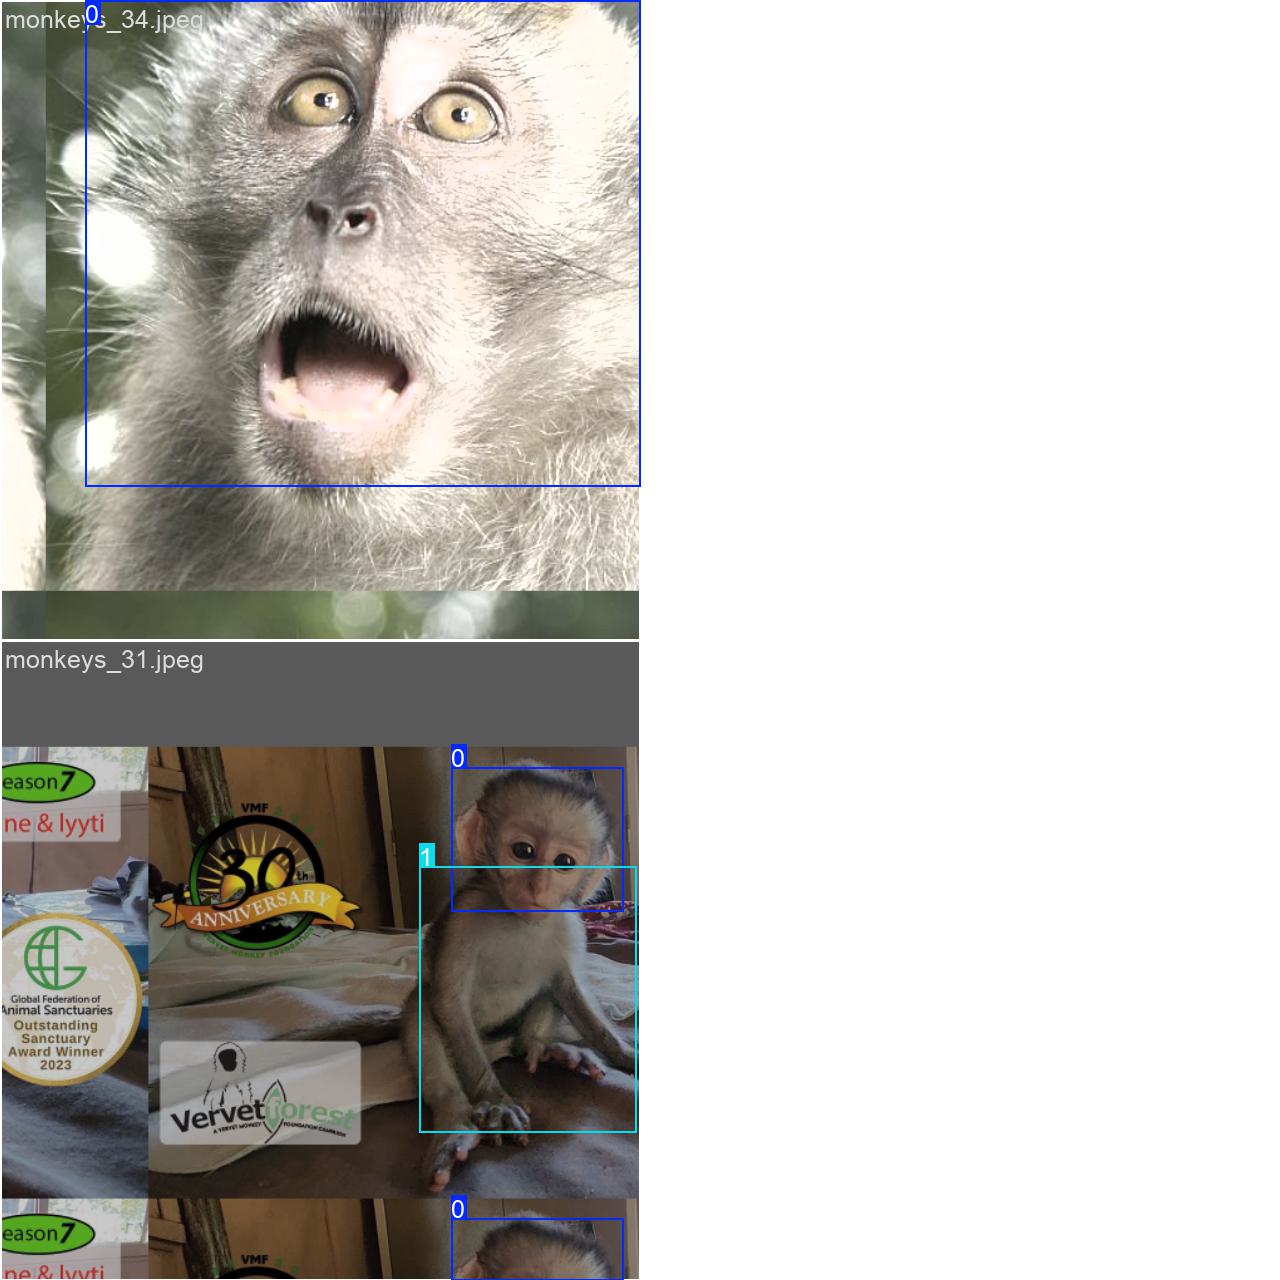 0
monkeys_34.jpeg
monkeys_31.jpeg
0
eason7
ne & lyyti
VMF
30th
ANNIVERSARY
VERVET MONKEY FOUNDATION
1
Global Federation of
Animal Sanctuaries
Outstanding
Sanctuary
Award Winner
2023
Vervet forest
A VERVET MONKEY FOUNDATION CAMPAIGN
0
eason7
VMF
ne & lyyti